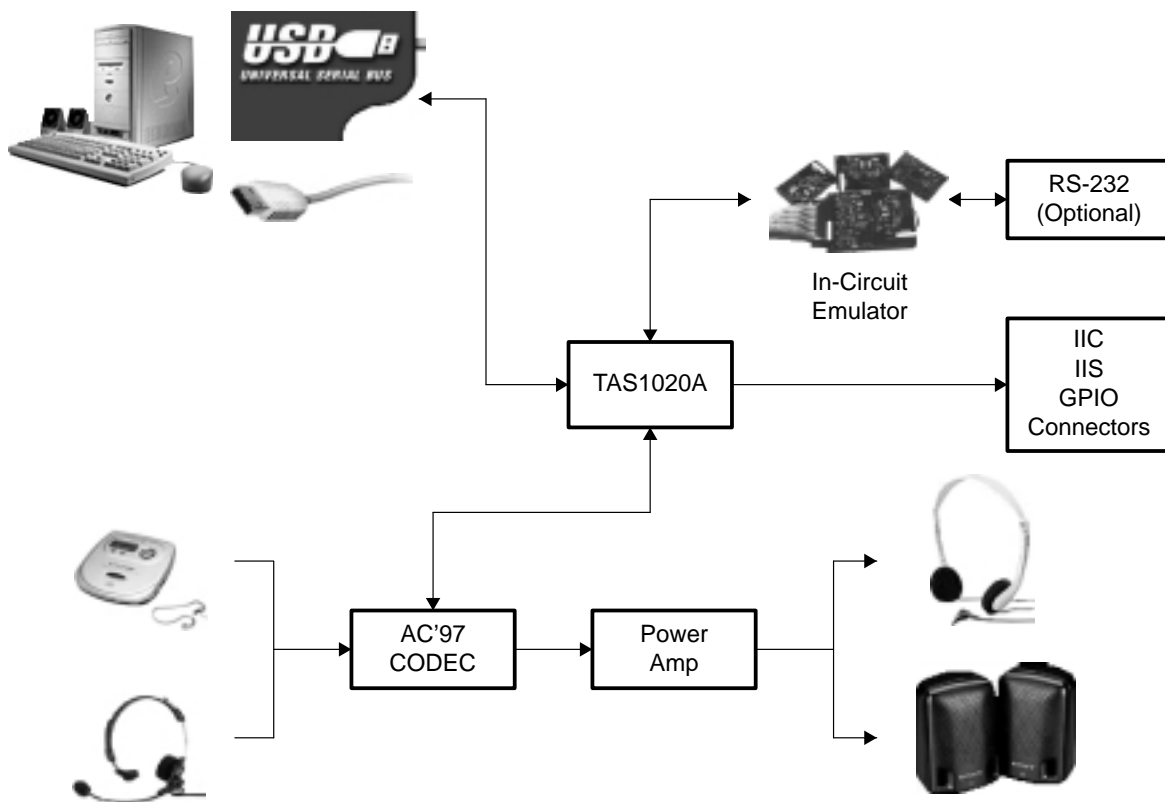 USB
UNIVERSAL SERIAL BUS
RS-232
(Optional)
In-Circuit
Emulator
TAS1020A
IIC
IIS
GPIO
Connectors
AC'97
CODEC
Power
Amp